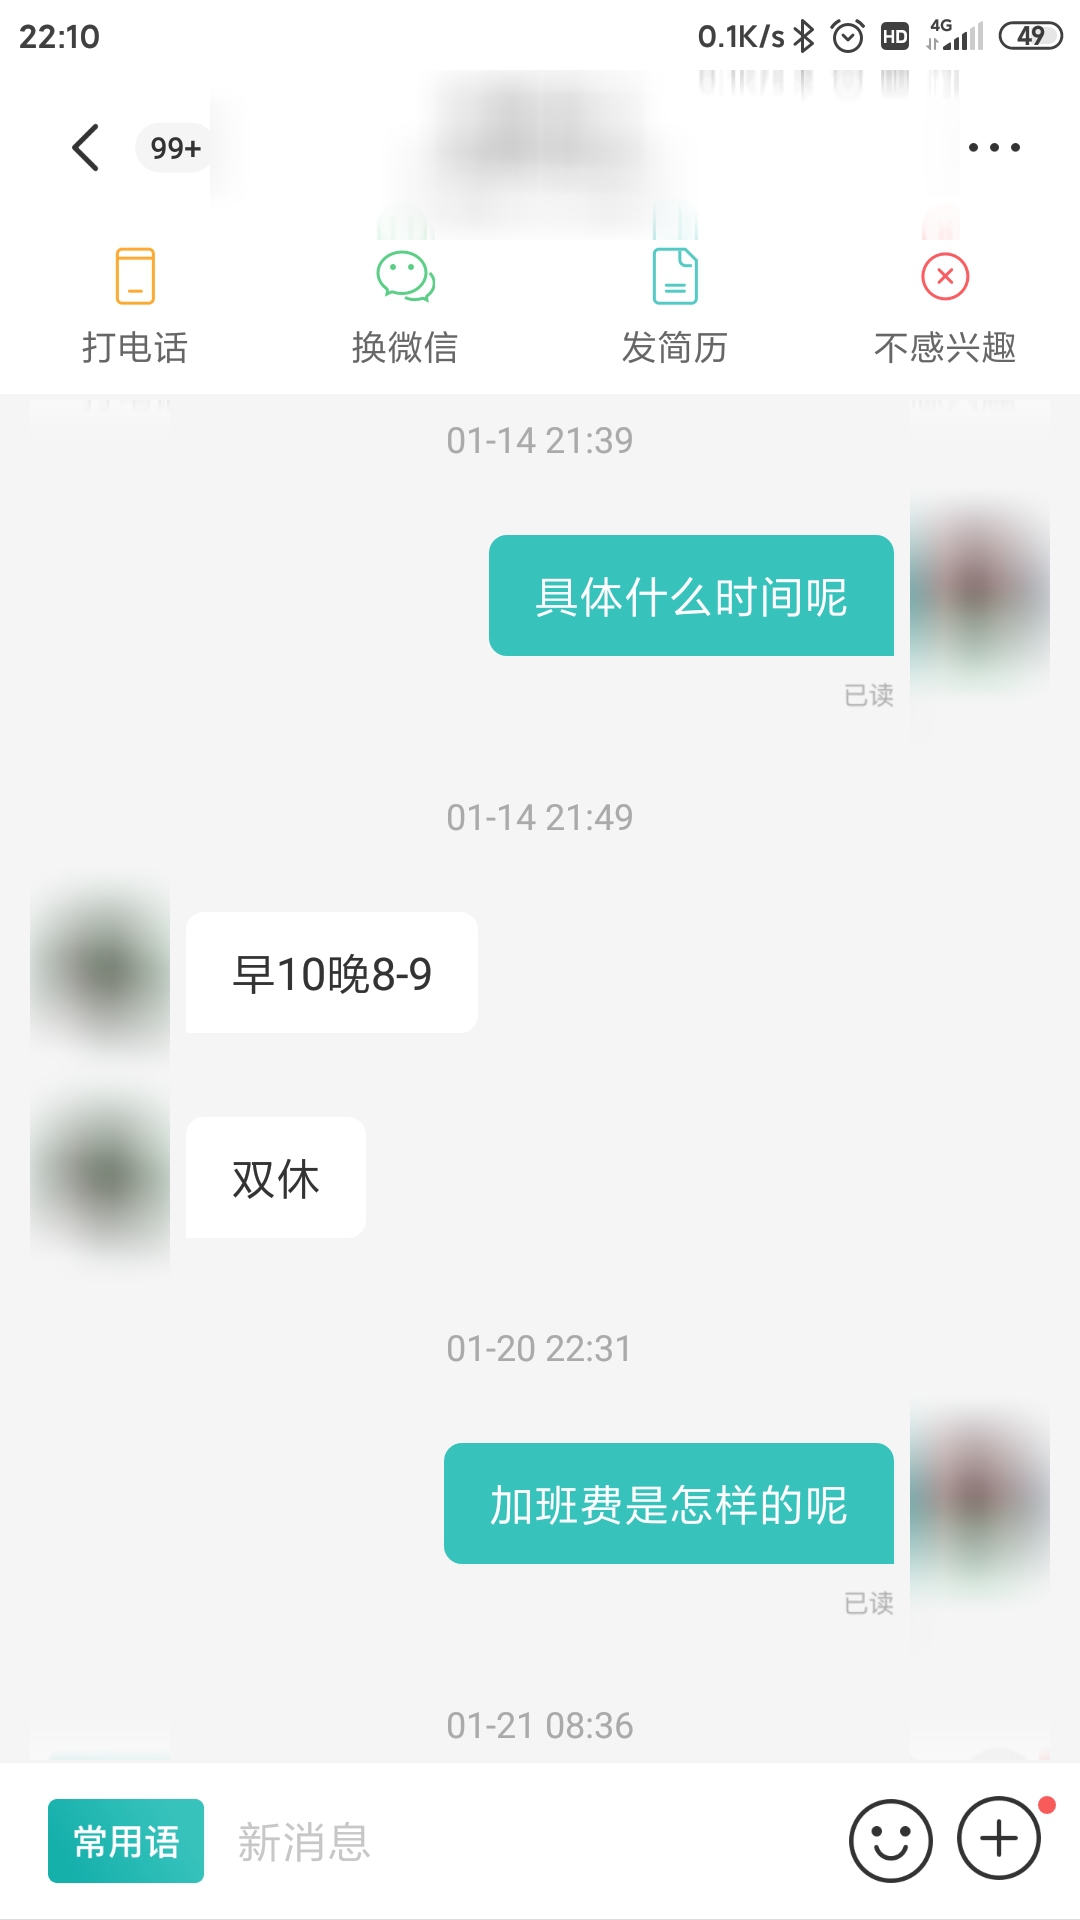 22:10 0.1K/s HD 4G 49
99+
打电话 换微信 发简历 不感兴趣
01-14 21:39
具体什么时间呢
已读
01-14 21:49
早10晚8-9
双休
01-20 22:31
加班费是怎样的呢
已读
01-21 08:36
常用语 新消息